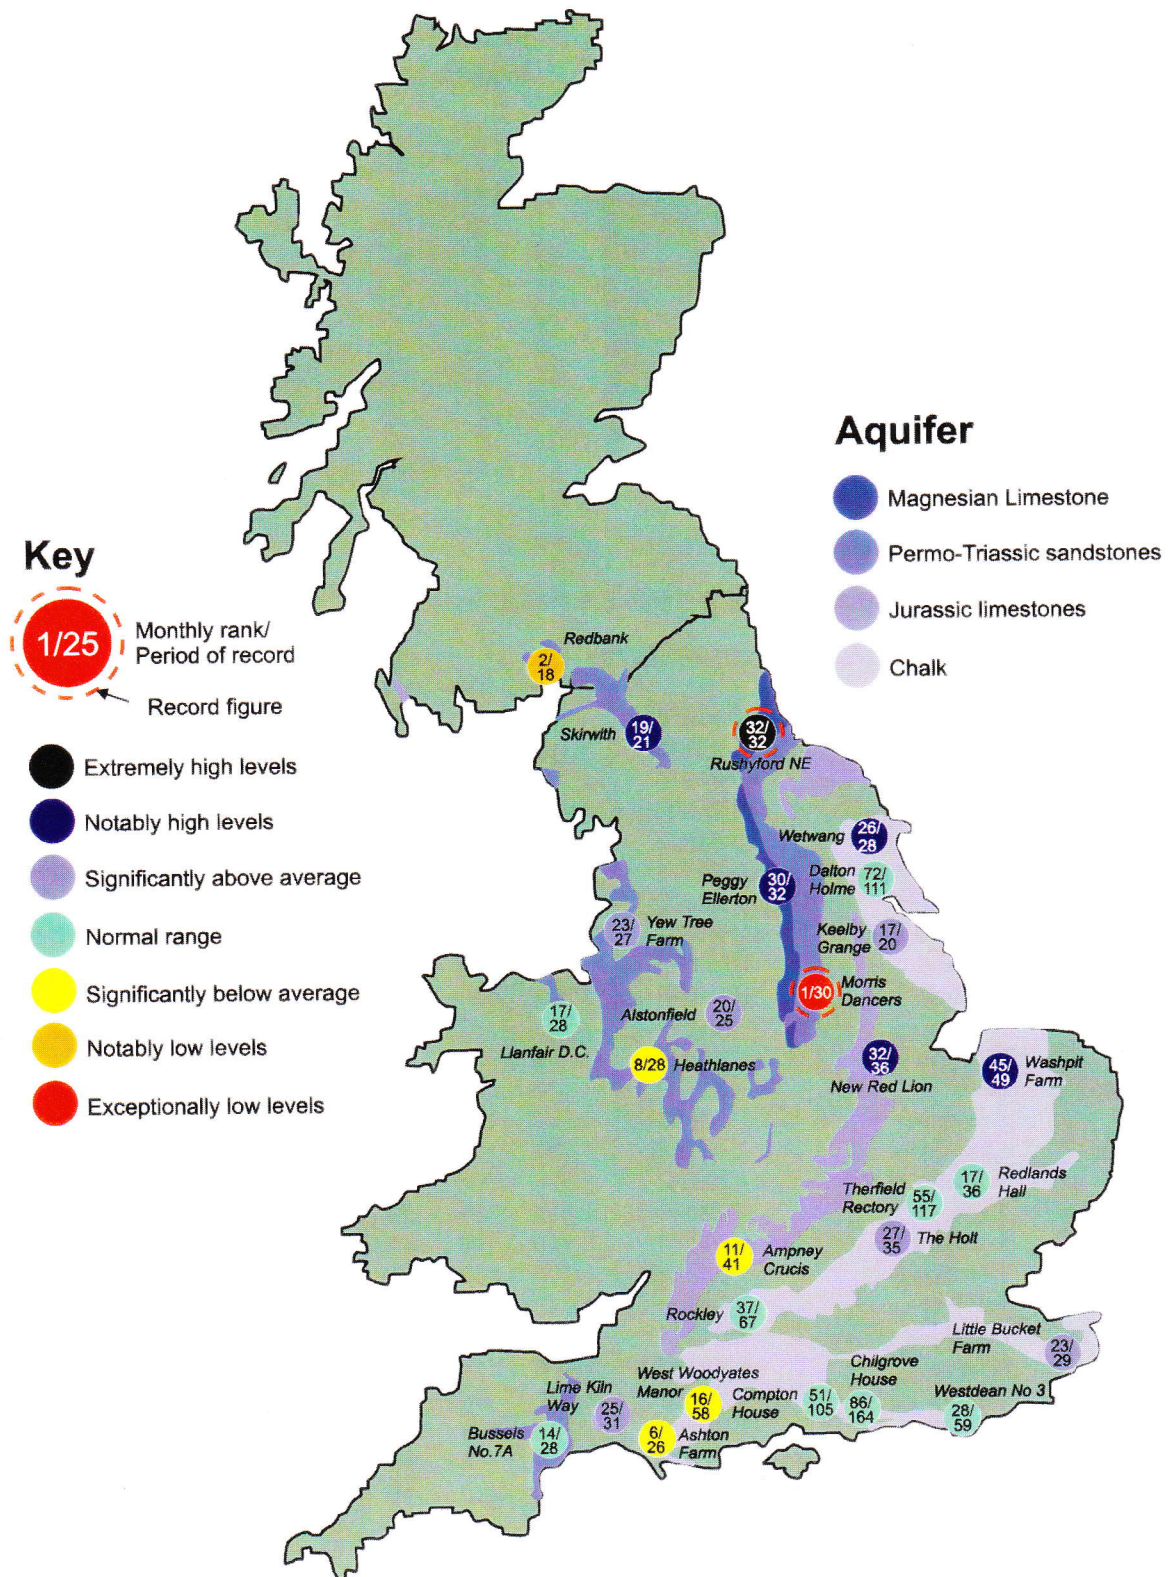 Aquifer
Magnesian Limestone
Permo-Triassic sandstones
Jurassic limestones
Chalk
Key
1/25
Monthly rank/
Period of record
Record figure
Extremely high levels
Notably high levels
Significantly above average
Normal range
Significantly below average
Notably low levels
Exceptionally low levels
Redbank
2/
18
Skirwith
19/
21
32/
32
Rushyford NE
Wetwang
26/
28
Dalton
Holme
72/
111
Peggy
Ellerton
30/
32
Yew Tree
Farm
23/
27
Keelby
Grange
17/
20
Morris
Dancers
1/30
Alstonfield
20/
25
17/
28
Llanfair D.C.
8/28
Heathlanes
32/
36
New Red Lion
45/
49
Washpit
Farm
17/
36
Redlands
Hall
Therfield
Rectory
55/
117
27/
35
The Holt
11/
41
Ampney
Crucis
Rockley
37/
67
Little Bucket
Farm
23/
29
West Woodyates
Manor
16/
58
Compton
House
51/
105
Chilgrove
House
86/
164
Westdean No 3
28/
59
Lime Kiln
Way
25/
31
Bussels
No.7A
14/
28
6/
26
Ashton
Farm